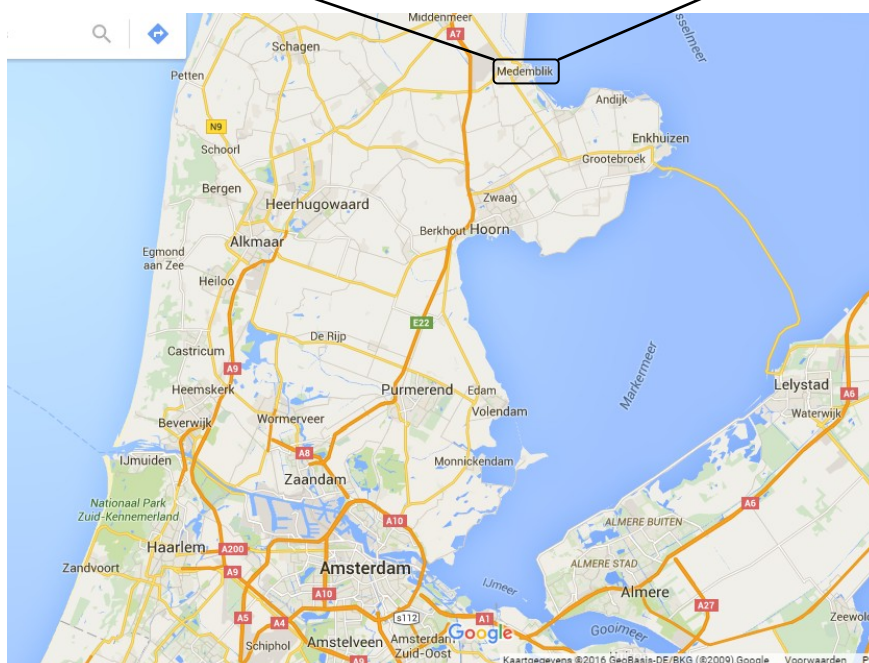 Middenmeer
A7
sselmeer
Schagen
Medemblik
Petten
Andijk
N9
Enkhuizen
Schoorl
Grootebroek
Bergen
Zwaag
Heerhugowaard
Berkhout
Hoorn
Alkmaar
Egmond
aan Zee
Heiloo
E22
De Rijp
Castricum
A9
Markermeer
Lelystad
Heemskerk
Purmerend
Edam
A6
Volendam
Waterwijk
Wormerveer
Beverwijk
A8
IJmuiden
Monnickendam
Zaandam
Nationaal Park
Zuid-Kennemerland
A6
A10
ALMERE BUITEN
Haarlem
A200
Zandvoort
A9
Amsterdam
ALMERE STAD
IJmeer
A10
Almere
A27
A5
A4
s112
A1
Zeewol
Schiphol
Amstelveen
Amsterdam
Zuid-Oost
Google
Gooimeer
A9
Kaartgegevens ©2016 GeoBasis-DE/BKG (©2009) Google
Voorwaarden
P